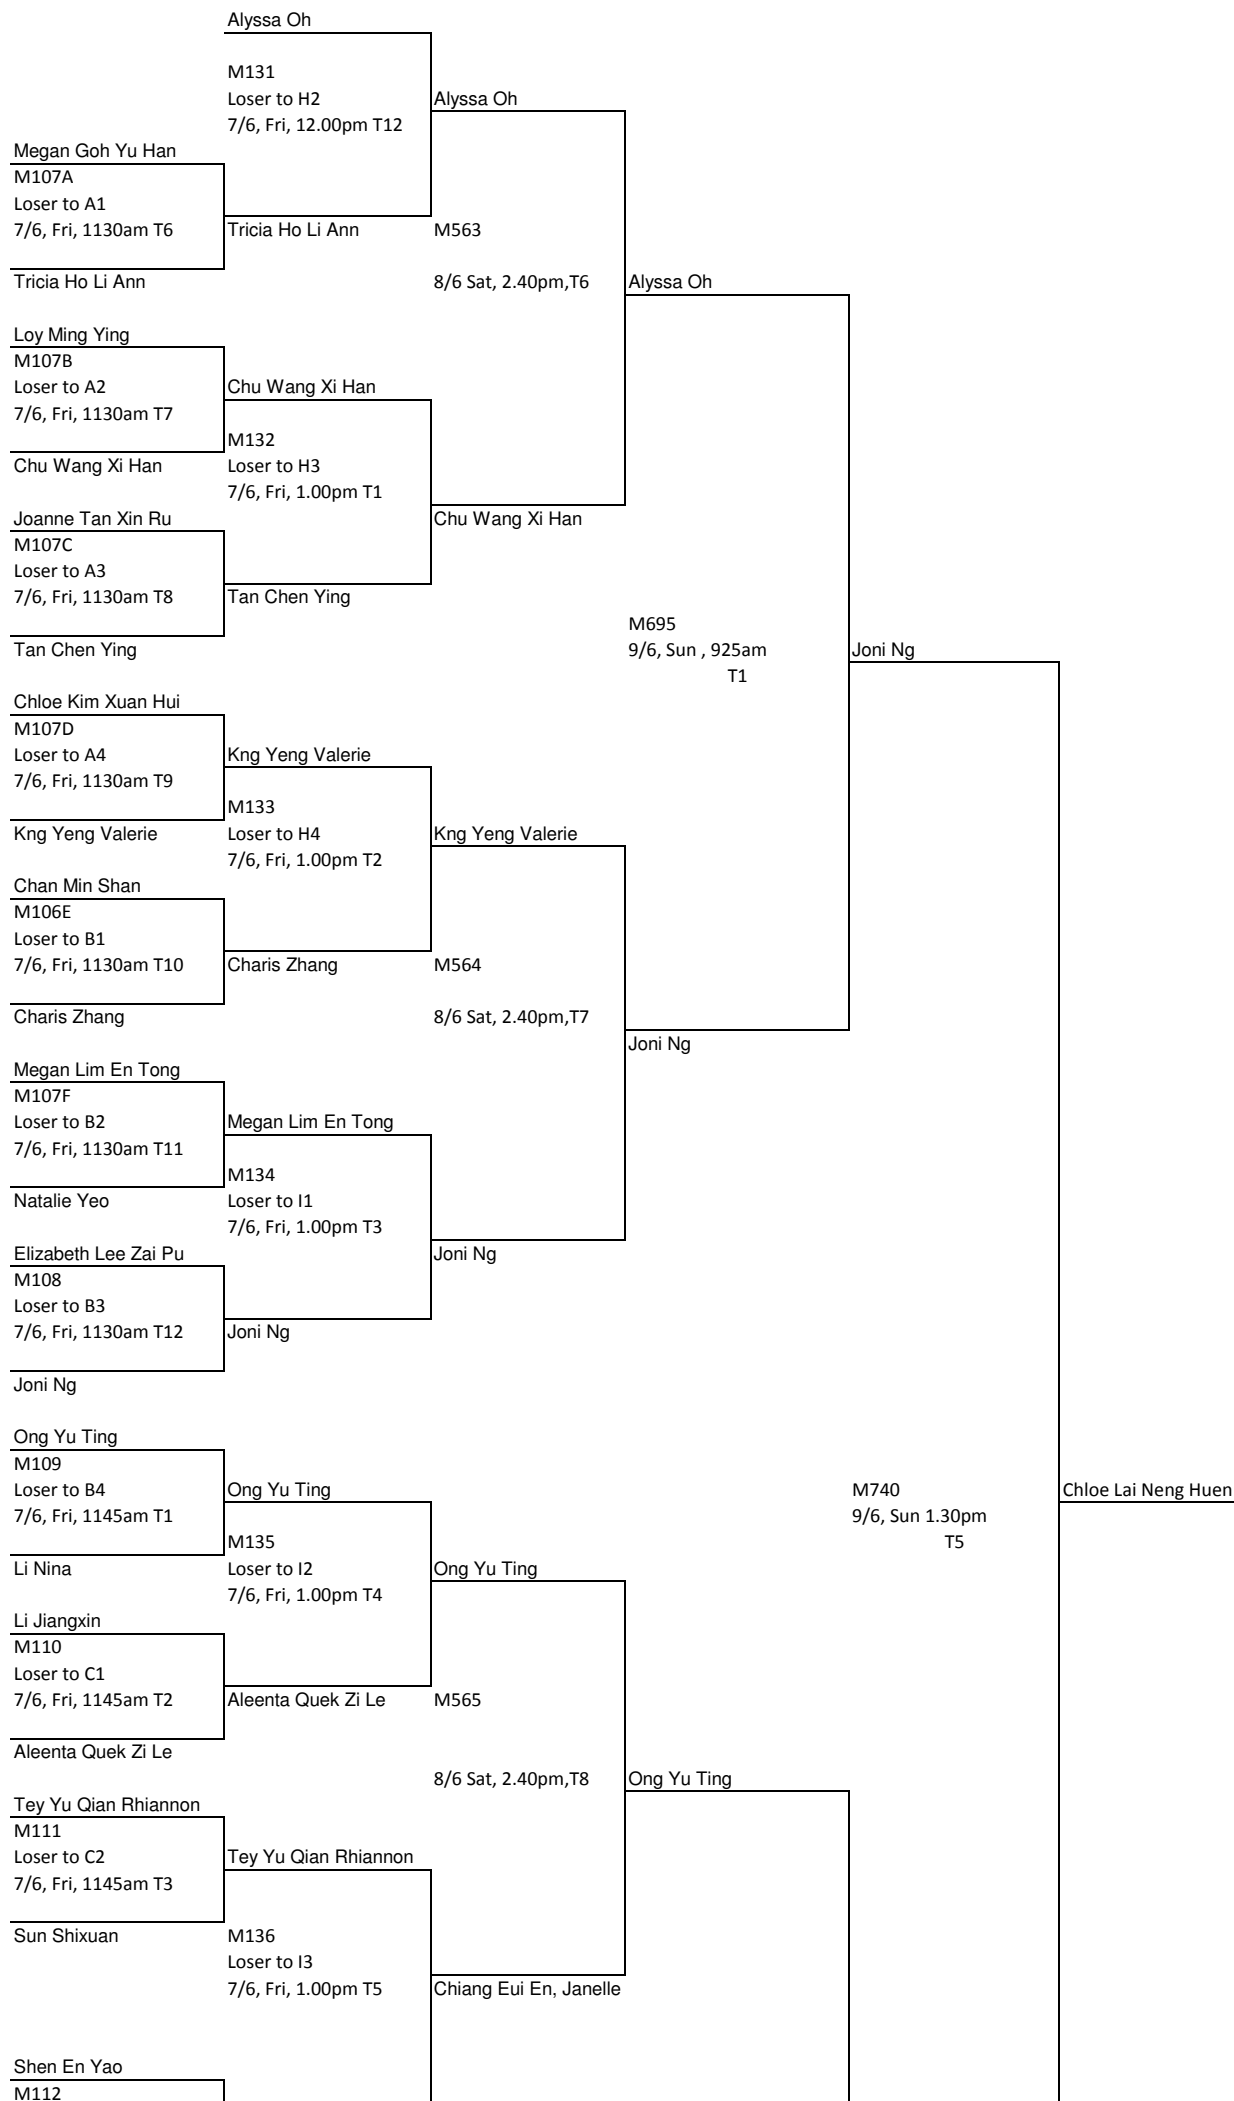 Alyssa Oh
M131
Loser to H2
Alyssa Oh
7/6, Fri, 12.00pm T12
Megan Goh Yu Han
M107A
Loser to A1
7/6, Fri, 1130am T6
Tricia Ho Li Ann
M563
Tricia Ho Li Ann
8/6 Sat, 2.40pm,T6
Alyssa Oh
Loy Ming Ying
M107B
Loser to A2
Chu Wang Xi Han
7/6, Fri, 1130am T7
M132
Chu Wang Xi Han
Loser to H3
7/6, Fri, 1.00pm T1
Joanne Tan Xin Ru
Chu Wang Xi Han
M107C
Loser to A3
7/6, Fri, 1130am T8
Tan Chen Ying
M695
Tan Chen Ying
9/6, Sun , 925am
Joni Ng
T1
Chloe Kim Xuan Hui
M107D
Loser to A4
Kng Yeng Valerie
7/6, Fri, 1130am T9
M133
Kng Yeng Valerie
Loser to H4
Kng Yeng Valerie
7/6, Fri, 1.00pm T2
Chan Min Shan
M106E
Loser to B1
7/6, Fri, 1130am T10
Charis Zhang
M564
Charis Zhang
8/6 Sat, 2.40pm,T7
Joni Ng
Megan Lim En Tong
M107F
Loser to B2
Megan Lim En Tong
7/6, Fri, 1130am T11
M134
Natalie Yeo
Loser to I1
7/6, Fri, 1.00pm T3
Elizabeth Lee Zai Pu
Joni Ng
M108
Loser to B3
7/6, Fri, 1130am T12
Joni Ng
Joni Ng
Ong Yu Ting
M109
Loser to B4
Ong Yu Ting
M740
Chloe Lai Neng Huen
7/6, Fri, 1145am T1
9/6, Sun 1.30pm
M135
T5
Li Nina
Loser to I2
Ong Yu Ting
7/6, Fri, 1.00pm T4
Li Jiangxin
M110
Loser to C1
7/6, Fri, 1145am T2
Aleenta Quek Zi Le
M565
Aleenta Quek Zi Le
8/6 Sat, 2.40pm,T8
Ong Yu Ting
Tey Yu Qian Rhiannon
M111
Loser to C2
Tey Yu Qian Rhiannon
7/6, Fri, 1145am T3
Sun Shixuan
M136
Loser to I3
7/6, Fri, 1.00pm T5
Chiang Eui En, Janelle
Shen En Yao
M112